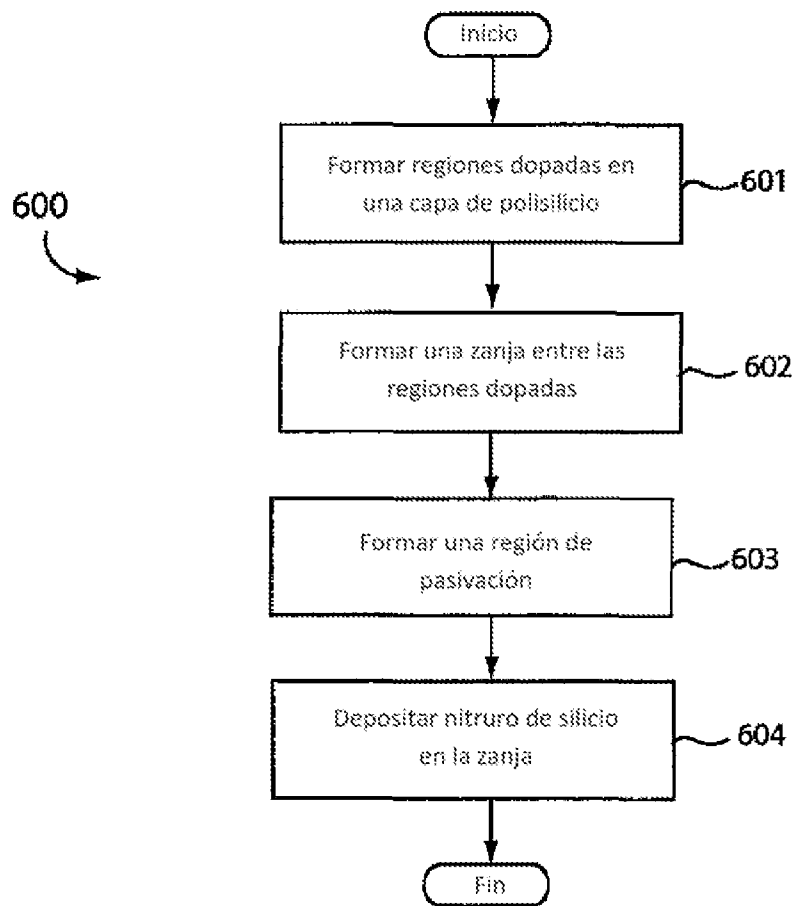 Inicio
Formar regiones dopadas en
una capa de polisilicio
601
600
Formar una zanja entre las
regiones dopadas
602
Formar una región de
pasivación
603
Depositar nitruro de silicio
en la zanja
604
Fin